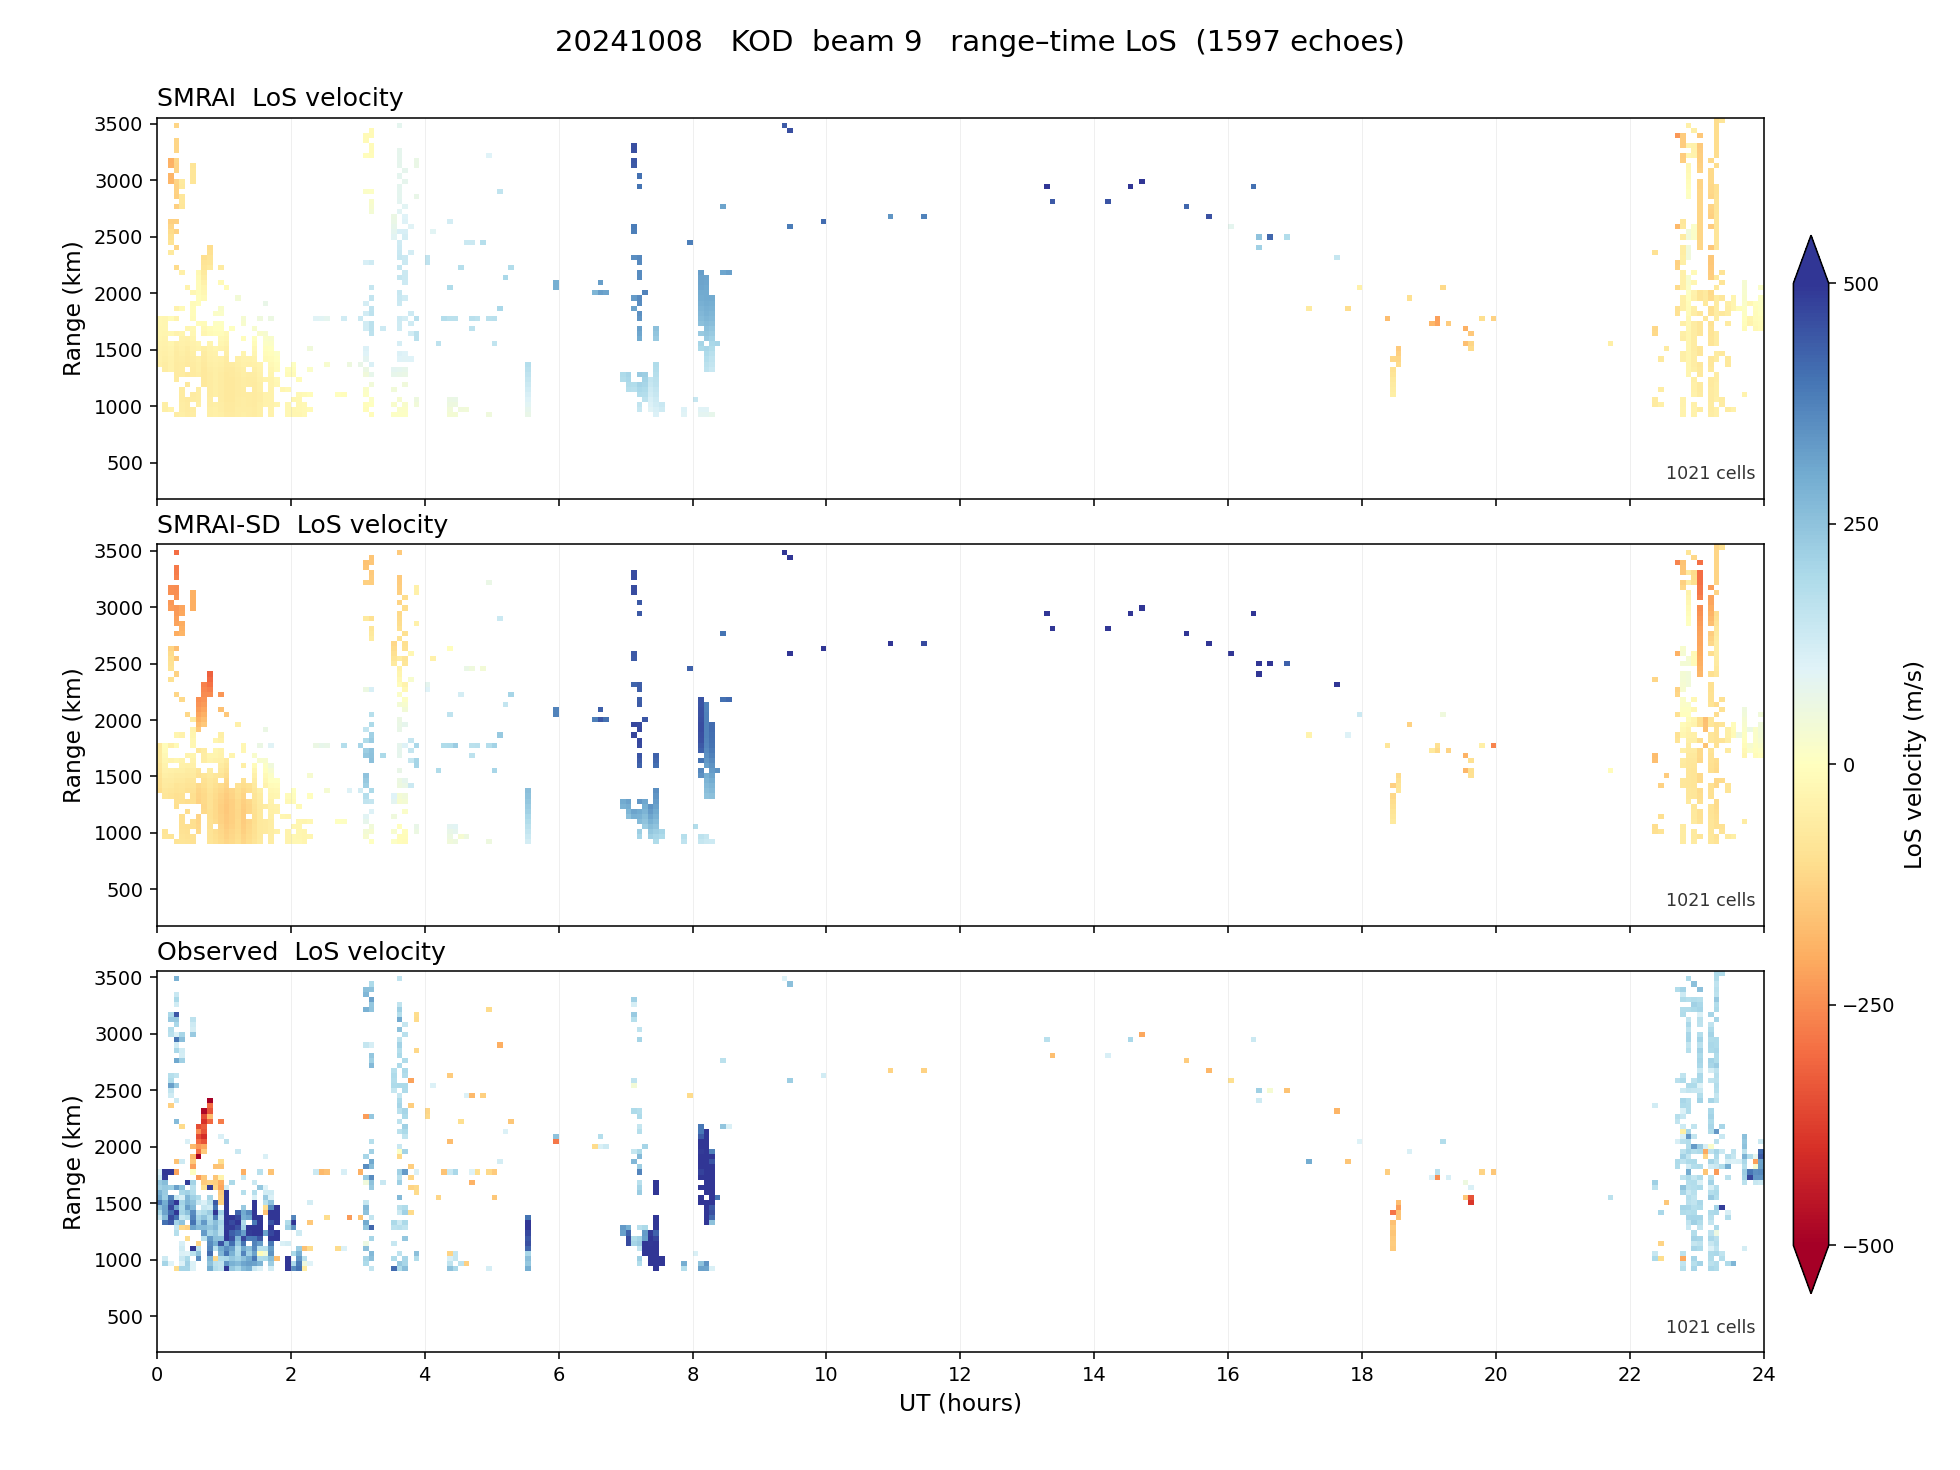 20241008   KOD  beam 9   range–time LoS  (1597 echoes)
SMRAI  LoS velocity
3500
3000
2500
2000
1500
1000
500
Range (km)
1021 cells
SMRAI-SD  LoS velocity
3500
3000
2500
2000
1500
1000
500
Range (km)
1021 cells
Observed  LoS velocity
3500
3000
2500
2000
1500
1000
500
Range (km)
1021 cells
0 2 4 6 8 10 12 14 16 18 20 22 24
UT (hours)
500
250
0
−250
−500
LoS velocity (m/s)